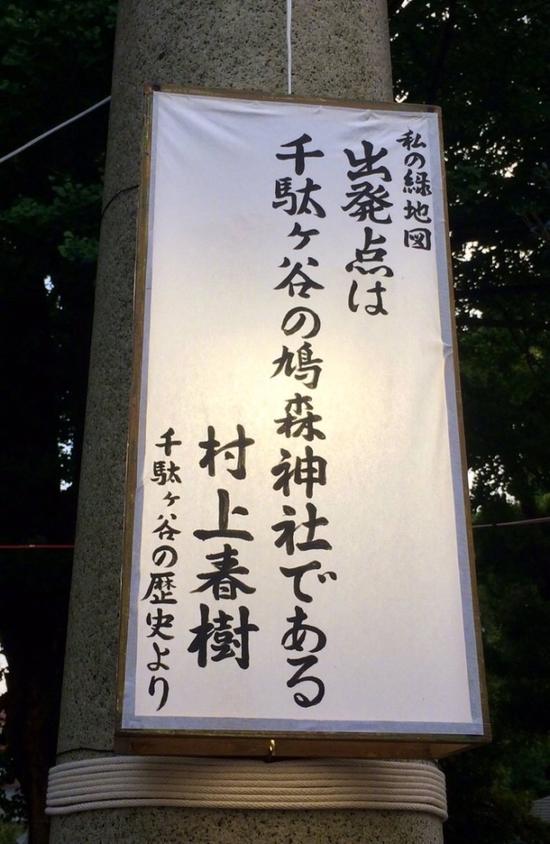 私の緑地図
出発点は
千駄ヶ谷の鳩森神社である
村上春樹
千駄ヶ谷の歴史より